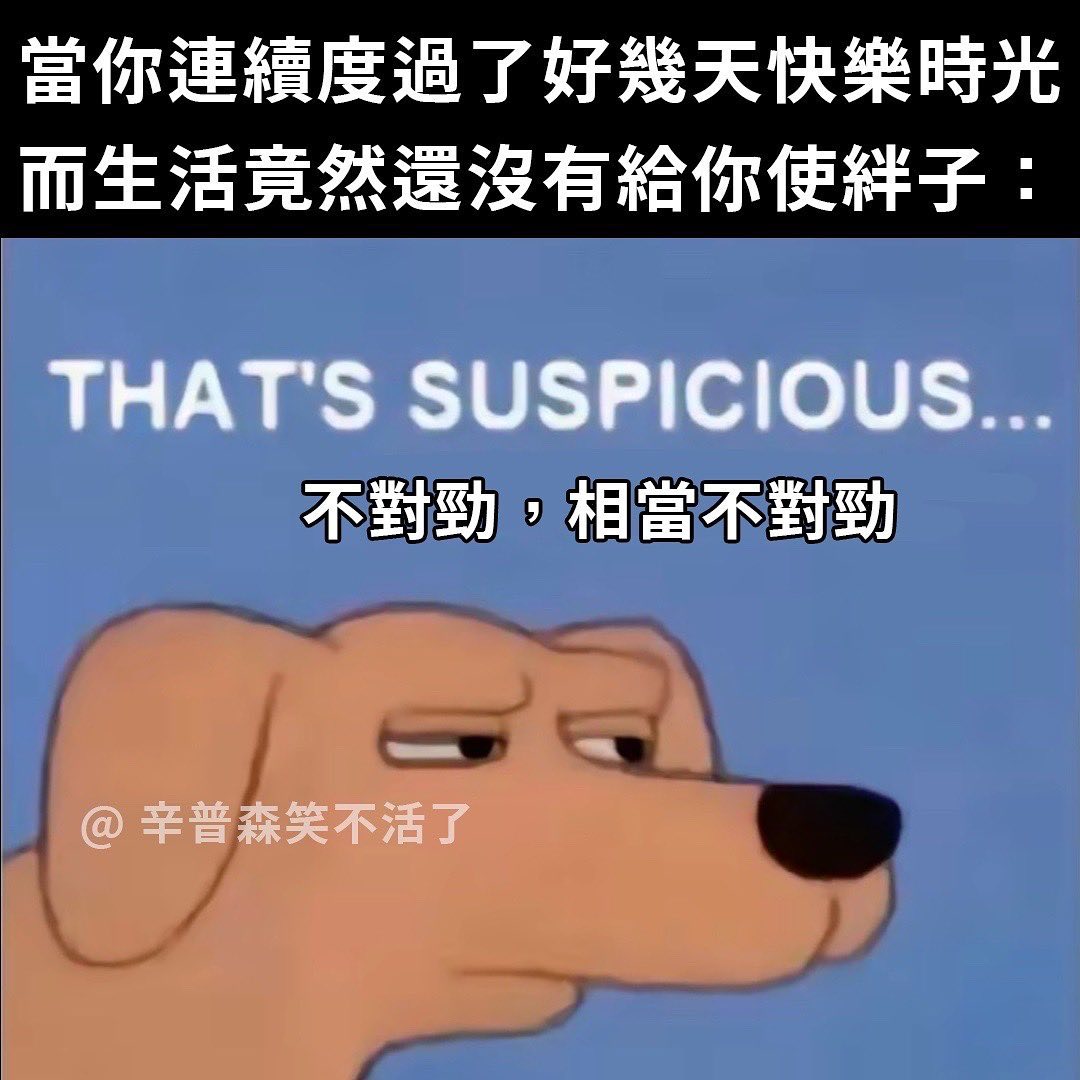 當你連續度過了好幾天快樂時光
而生活竟然還沒有給你使絆子：
THAT'S SUSPICIOUS...
不對勁，相當不對勁
@ 辛普森笑不活了